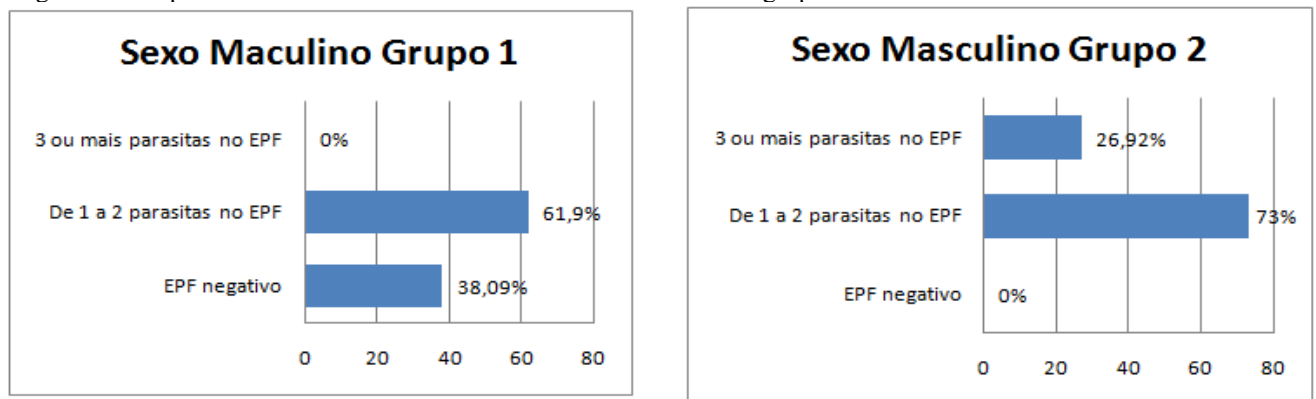 Sexo Maculino Grupo 1
3 ou mais parasitas no EPF
0%
De 1 a 2 parasitas no EPF
61,9%
EPF negativo
38,09%
0 20 40 60 80
Sexo Masculino Grupo 2
3 ou mais parasitas no EPF
26,92%
De 1 a 2 parasitas no EPF
73%
EPF negativo
0%
0 20 40 60 80